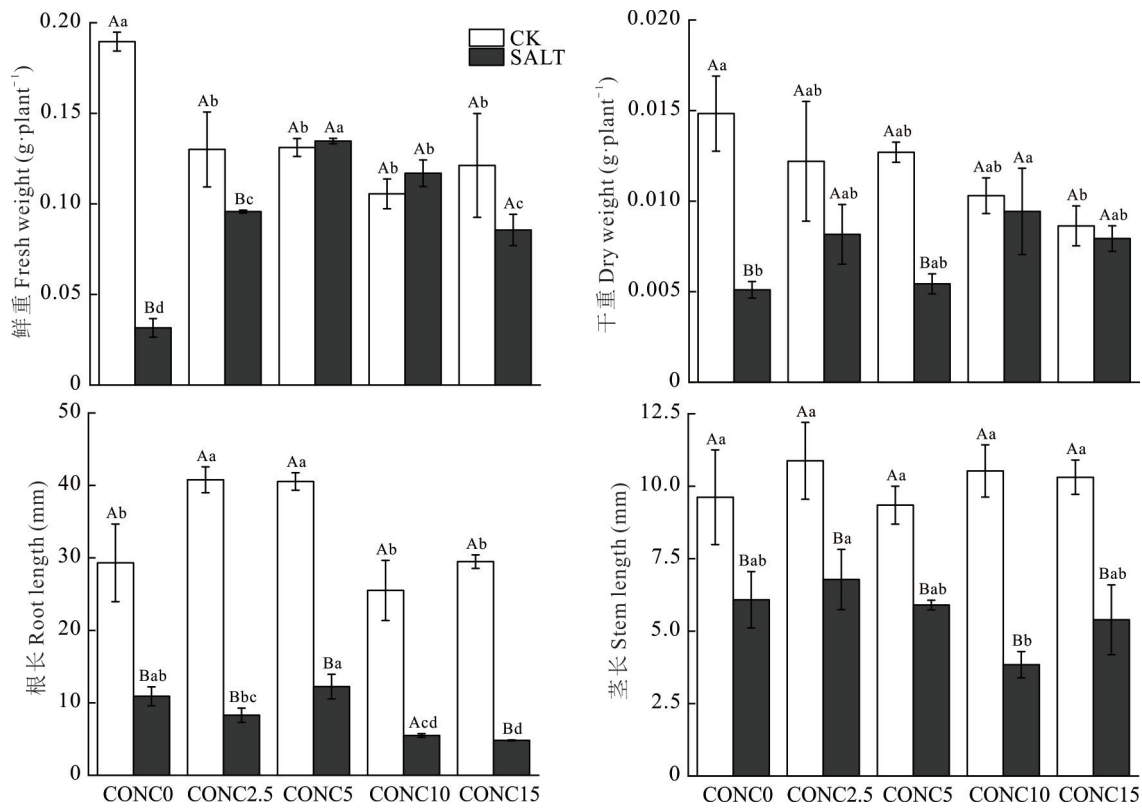 鲜重 Fresh weight (g·plant⁻¹)
0.20
0.15
0.10
0.05
0
CK
SALT
Aa
Bd
Ab
Bc
Ab
Aa
Ab
Ab
Ab
Ac
干重 Dry weight (g·plant⁻¹)
0.020
0.015
0.010
0.005
0
Aa
Bb
Aab
Aab
Aab
Bab
Aab
Aa
Ab
Aab
根长 Root length (mm)
50
40
30
20
10
0
Ab
Bab
Aa
Bbc
Aa
Ba
Ab
Acd
Ab
Bd
CONC0 CONC2.5 CONC5 CONC10 CONC15
茎长 Stem length (mm)
12.5
10.0
7.5
5.0
2.5
0
Aa
Bab
Aa
Ba
Aa
Bab
Aa
Bb
Aa
Bab
CONC0 CONC2.5 CONC5 CONC10 CONC15